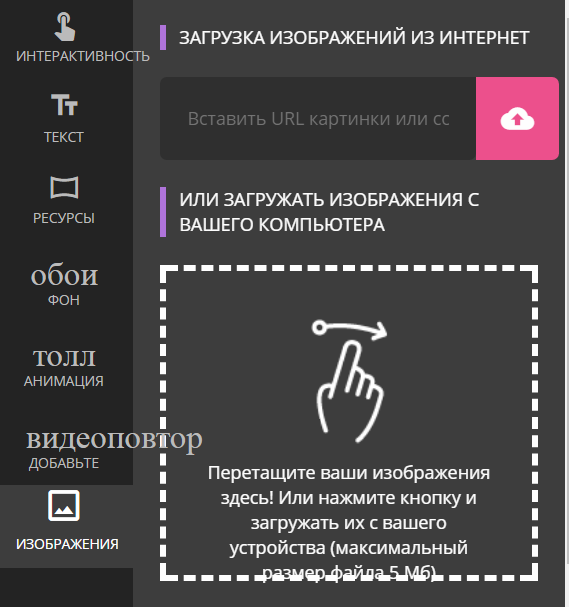 ИНТЕРАКТИВНОСТЬ
ТЕКСТ
РЕСУРСЫ
обои
ФОН
толл
АНИМАЦИЯ
видеоповтор
ДОБАВЬТЕ
ИЗОБРАЖЕНИЯ
ЗАГРУЗКА ИЗОБРАЖЕНИЙ ИЗ ИНТЕРНЕТ
Вставить URL картинки или сс
ИЛИ ЗАГРУЖАТЬ ИЗОБРАЖЕНИЯ С
ВАШЕГО КОМПЬЮТЕРА
Перетащите ваши изображения
здесь! Или нажмите кнопку и
загружать их с вашего
устройства (максимальный
размер файла 5 Мб)